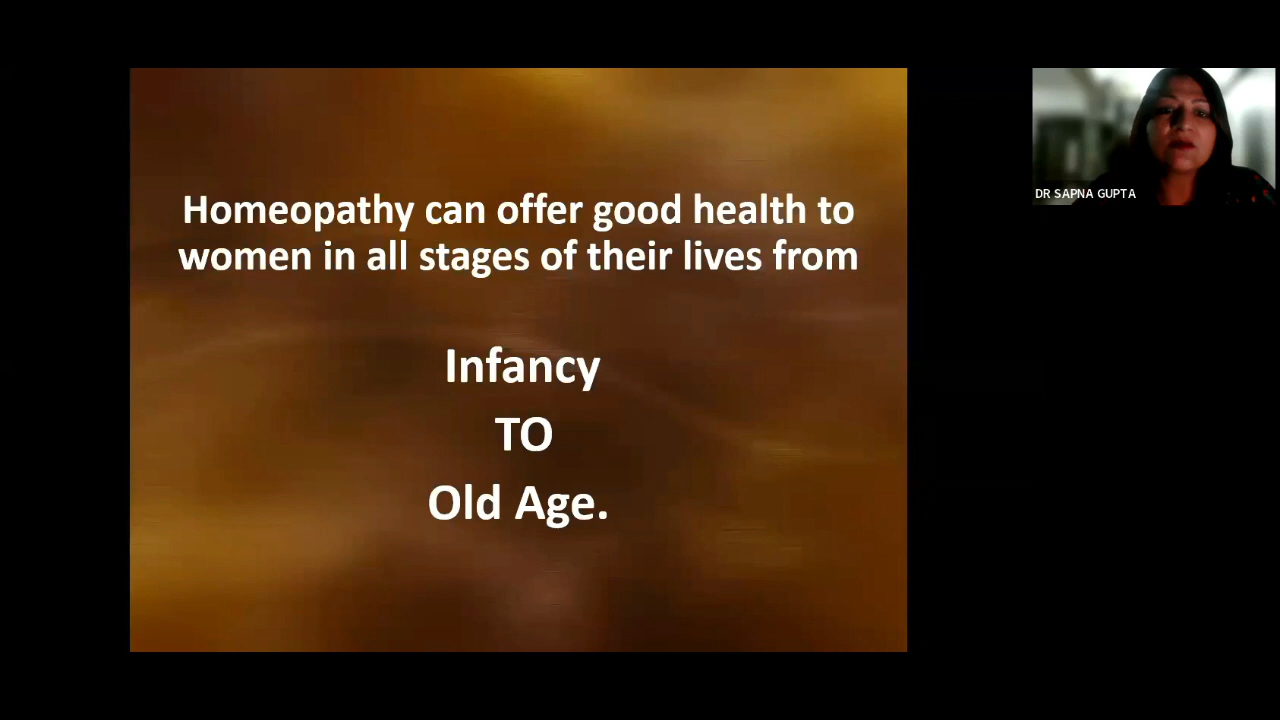 Homeopathy can offer good health to
women in all stages of their lives from
Infancy
TO
Old Age.
DR SAPNA GUPTA